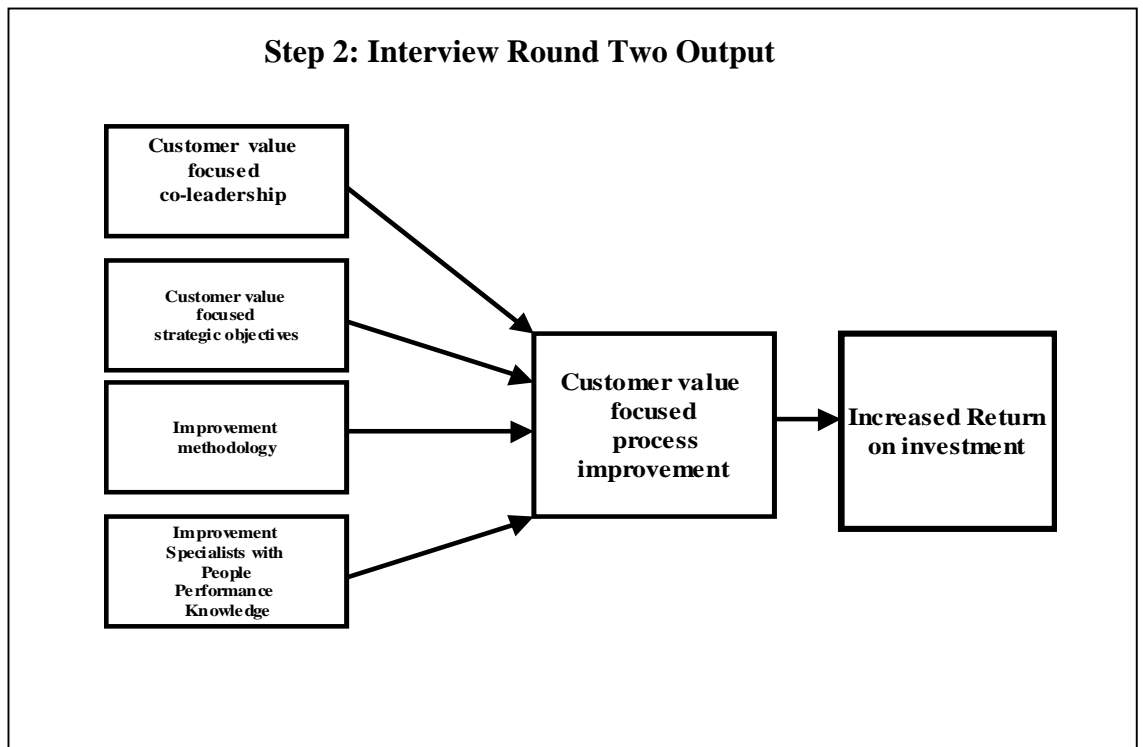 Step 2: Interview Round Two Output
Customer value
focused
co-leadership
Customer value
focused
strategic objectives
Improvement
methodology
Improvement
Specialists with
People
Performance
Knowledge
Customer value
focused
process
improvement
Increased Return
on investment